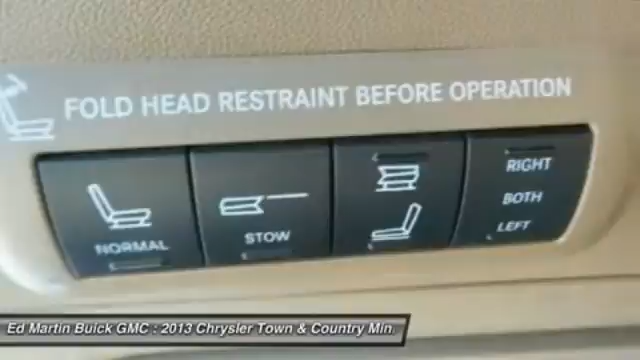 FOLD HEAD RESTRAINT BEFORE OPERATION
NORMAL
STOW
RIGHT
BOTH
LEFT
Ed Martin Buick GMC : 2013 Chrysler Town & Country Min.